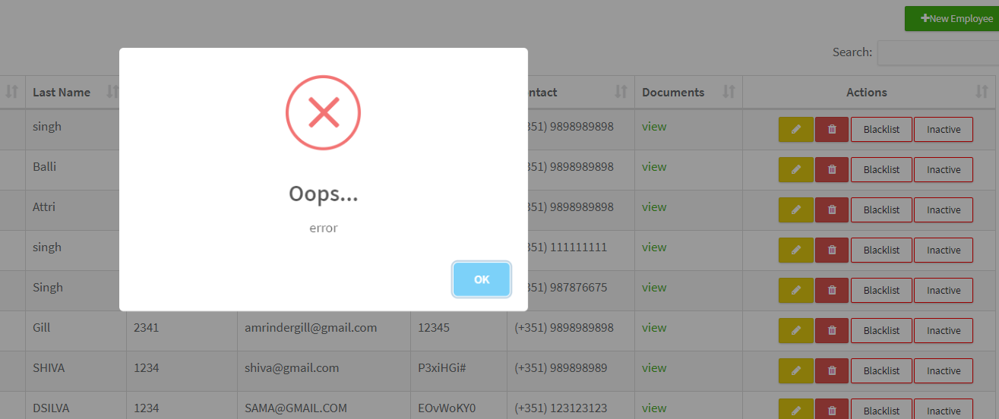 New Employee
Search:
Last Name ntact Documents Actions
singh 351) 9898989898 view Blacklist Inactive
Balli 351) 9898989898 view Blacklist Inactive
Attri 351) 9898989898 view Blacklist Inactive
singh 351) 111111111 view Blacklist Inactive
Singh 351) 987876675 view Blacklist Inactive
Oops...
error
OK
Gill 2341 amrindergill@gmail.com 12345 (+351) 9898989898 view Blacklist Inactive
SHIVA 1234 shiva@gmail.com P3xiHGi# (+351) 989898989 view Blacklist Inactive
DSILVA 1234 SAMA@GMAIL.COM EOvWoKY0 (+351) 123123123 view Blacklist Inactive